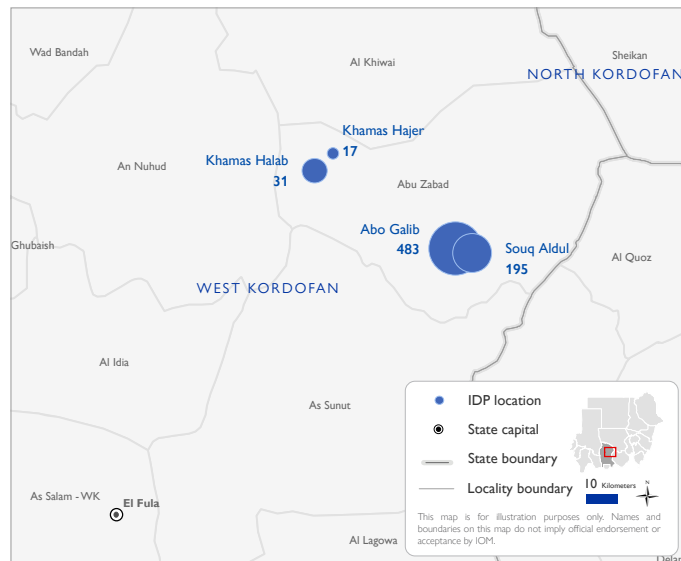 Wad Bandah
Al Khiwai
Sheikan
NORTH KORDOFAN
Khamas Hajer
17
Khamas Halab
31
An Nuhud
Abu Zabad
Abo Galib
483
Souq Aldul
195
Ghubaish
Al Quoz
WEST KORDOFAN
Al Idia
As Sunut
As Salam - WK
El Fula
Al Lagowa
IDP location
State capital
State boundary
Locality boundary
10 Kilometers
N
This map is for illustration purposes only. Names and
boundaries on this map do not imply official endorsement or
acceptance by IOM.